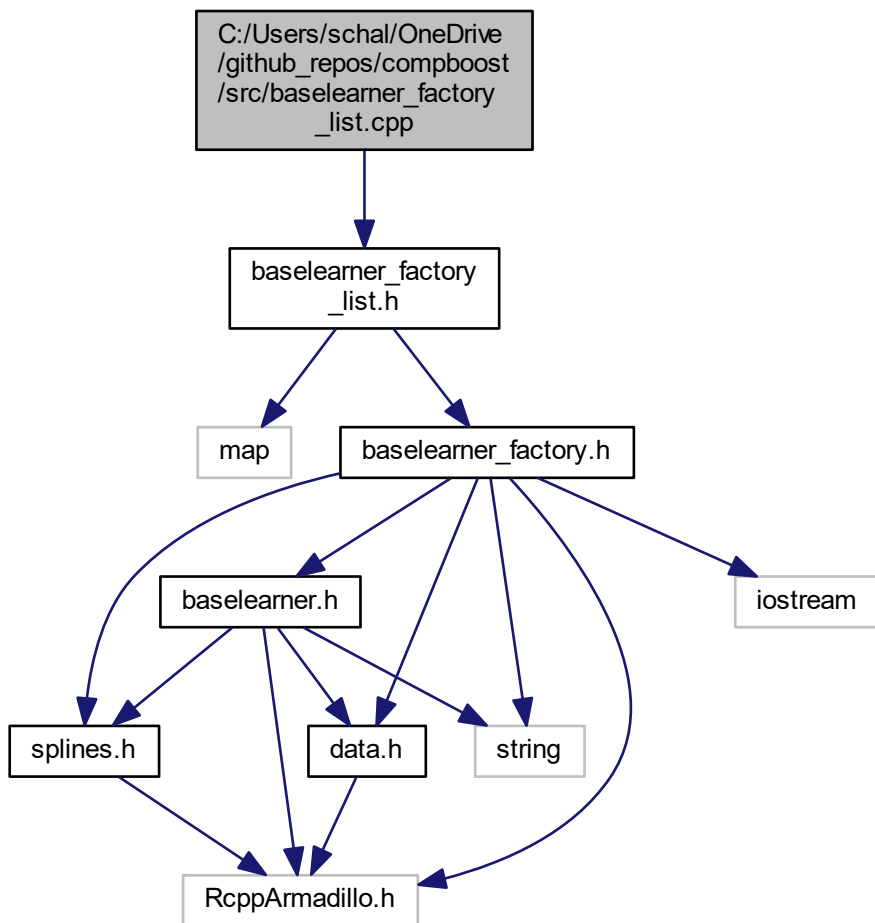 C:/Users/schal/OneDrive
/github_repos/compboost
/src/baselearner_factory
_list.cpp
baselearner_factory
_list.h
map
baselearner_factory.h
baselearner.h
iostream
splines.h
data.h
string
RcppArmadillo.h